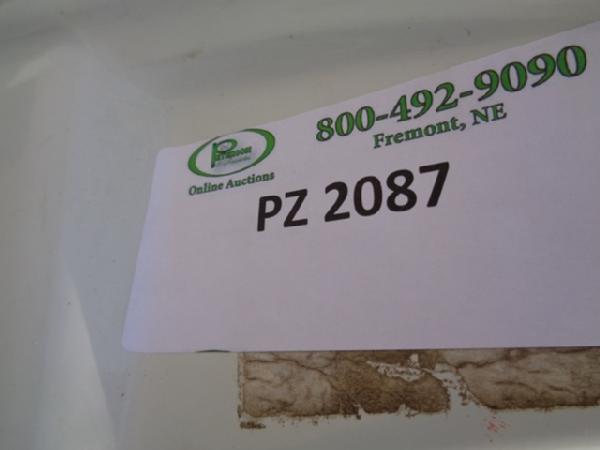 800-492-9090
Fremont, NE
Online Auctions
PZ 2087